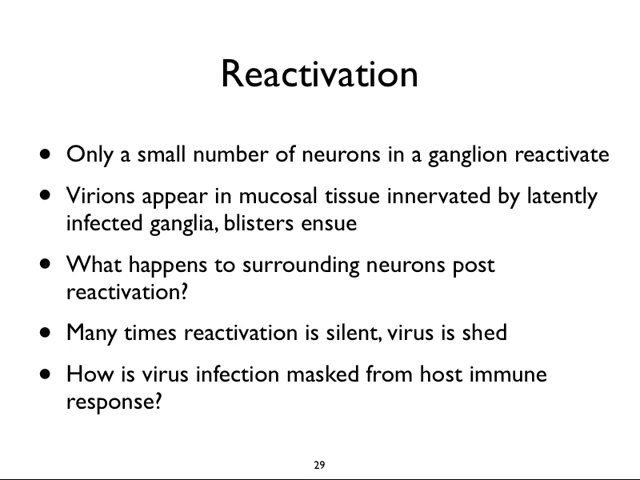 Reactivation
• Only a small number of neurons in a ganglion reactivate
• Virions appear in mucosal tissue innervated by latently
infected ganglia, blisters ensue
• What happens to surrounding neurons post
reactivation?
• Many times reactivation is silent, virus is shed
• How is virus infection masked from host immune
response?
29